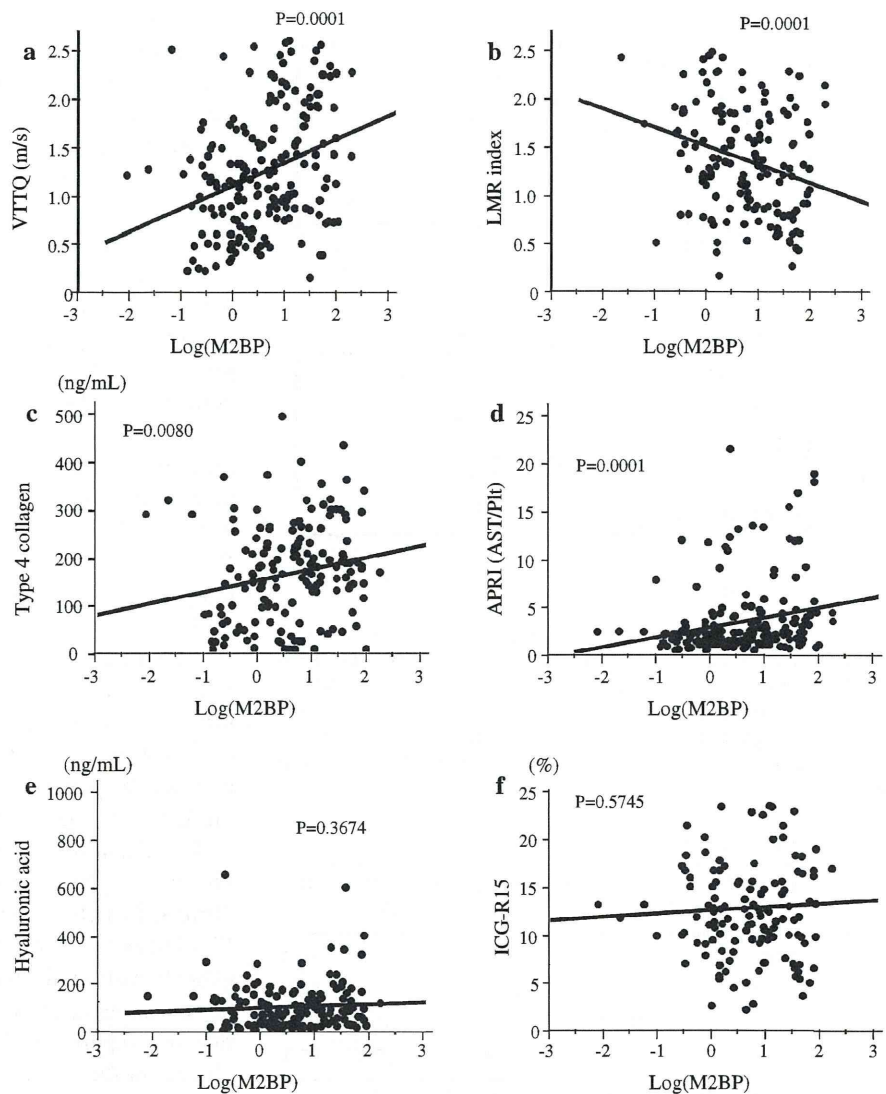 a
P=0.0001
VTTQ (m/s)
2.5
2.0
1.5
1.0
0.5
0
-3 -2 -1 0 1 2 3
Log(M2BP)
b
P=0.0001
LMR index
2.5
2.0
1.5
1.0
0.5
0
-3 -2 -1 0 1 2 3
Log(M2BP)
(ng/mL)
c
P=0.0080
Type 4 collagen
500
400
300
200
100
0
-3 -2 -1 0 1 2 3
Log(M2BP)
d
P=0.0001
APRI (AST/Plt)
25
20
15
10
5
0
-3 -2 -1 0 1 2 3
Log(M2BP)
(ng/mL)
e
P=0.3674
Hyaluronic acid
1000
800
600
400
200
0
-3 -2 -1 0 1 2 3
Log(M2BP)
(%)
f
P=0.5745
ICG-R15
25
20
15
10
5
0
-3 -2 -1 0 1 2 3
Log(M2BP)